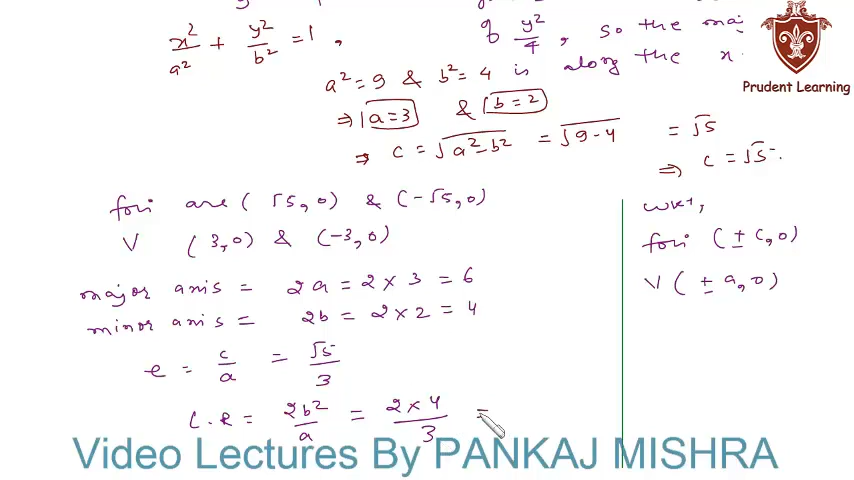 x²/a² + y²/b² = 1, of y²/4, so the maj
a² = 9 & b² = 4 is along the x.
⇒ a=3 & b=2
⇒ c = √a²-b² = √9-4 = √5
⇒ c = √5.
Prudent Learning
foci are (√5, 0) & (-√5, 0)
V (3, 0) & (-3, 0)
major axis = 2a = 2 × 3 = 6
minor axis = 2b = 2 × 2 = 4
e = c/a = √5/3
L.R = 2b²/a = 2×4/3 =
wkt,
foci (± c, 0)
V (± a, 0)
Video Lectures By PANKAJ MISHRA